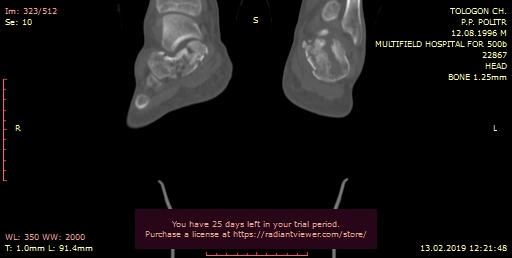 Im: 323/512
Se: 10
S
TOLOGON CH.
P.P. POLITR
12.08.1996 M
MULTIFIELD HOSPITAL FOR 500b
22867
HEAD
BONE 1.25mm
R
L
You have 25 days left in your trial period.
Purchase a license at https://radiantviewer.com/store/
WL: 350 WW: 2000
T: 1.0mm L: 91.4mm
13.02.2019 12:21:48